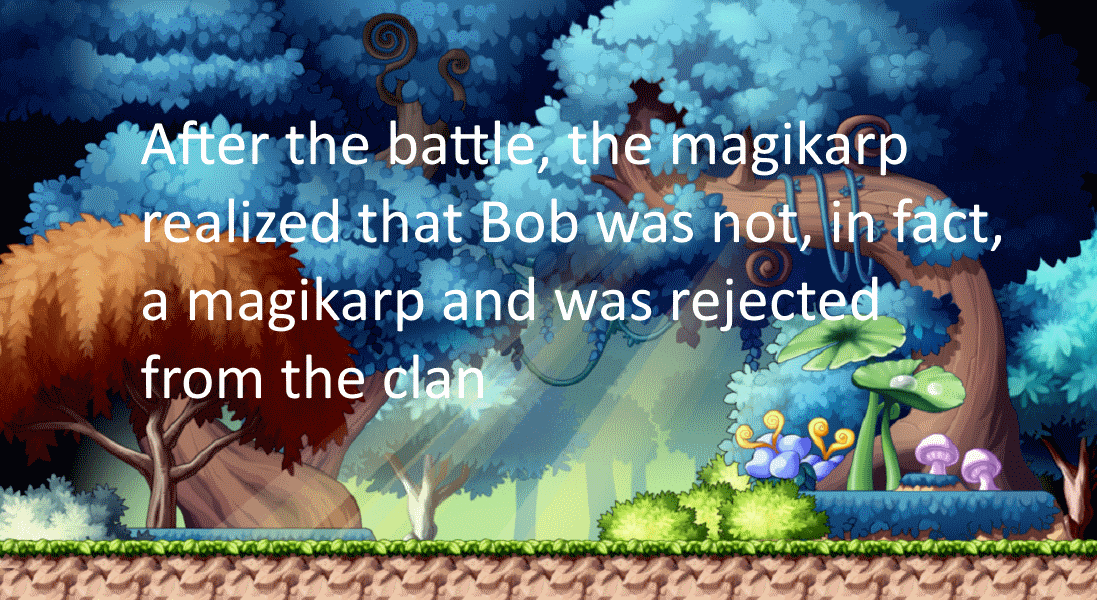 After the battle, the magikarp
realized that Bob was not, in fact,
a magikarp and was rejected
from the clan